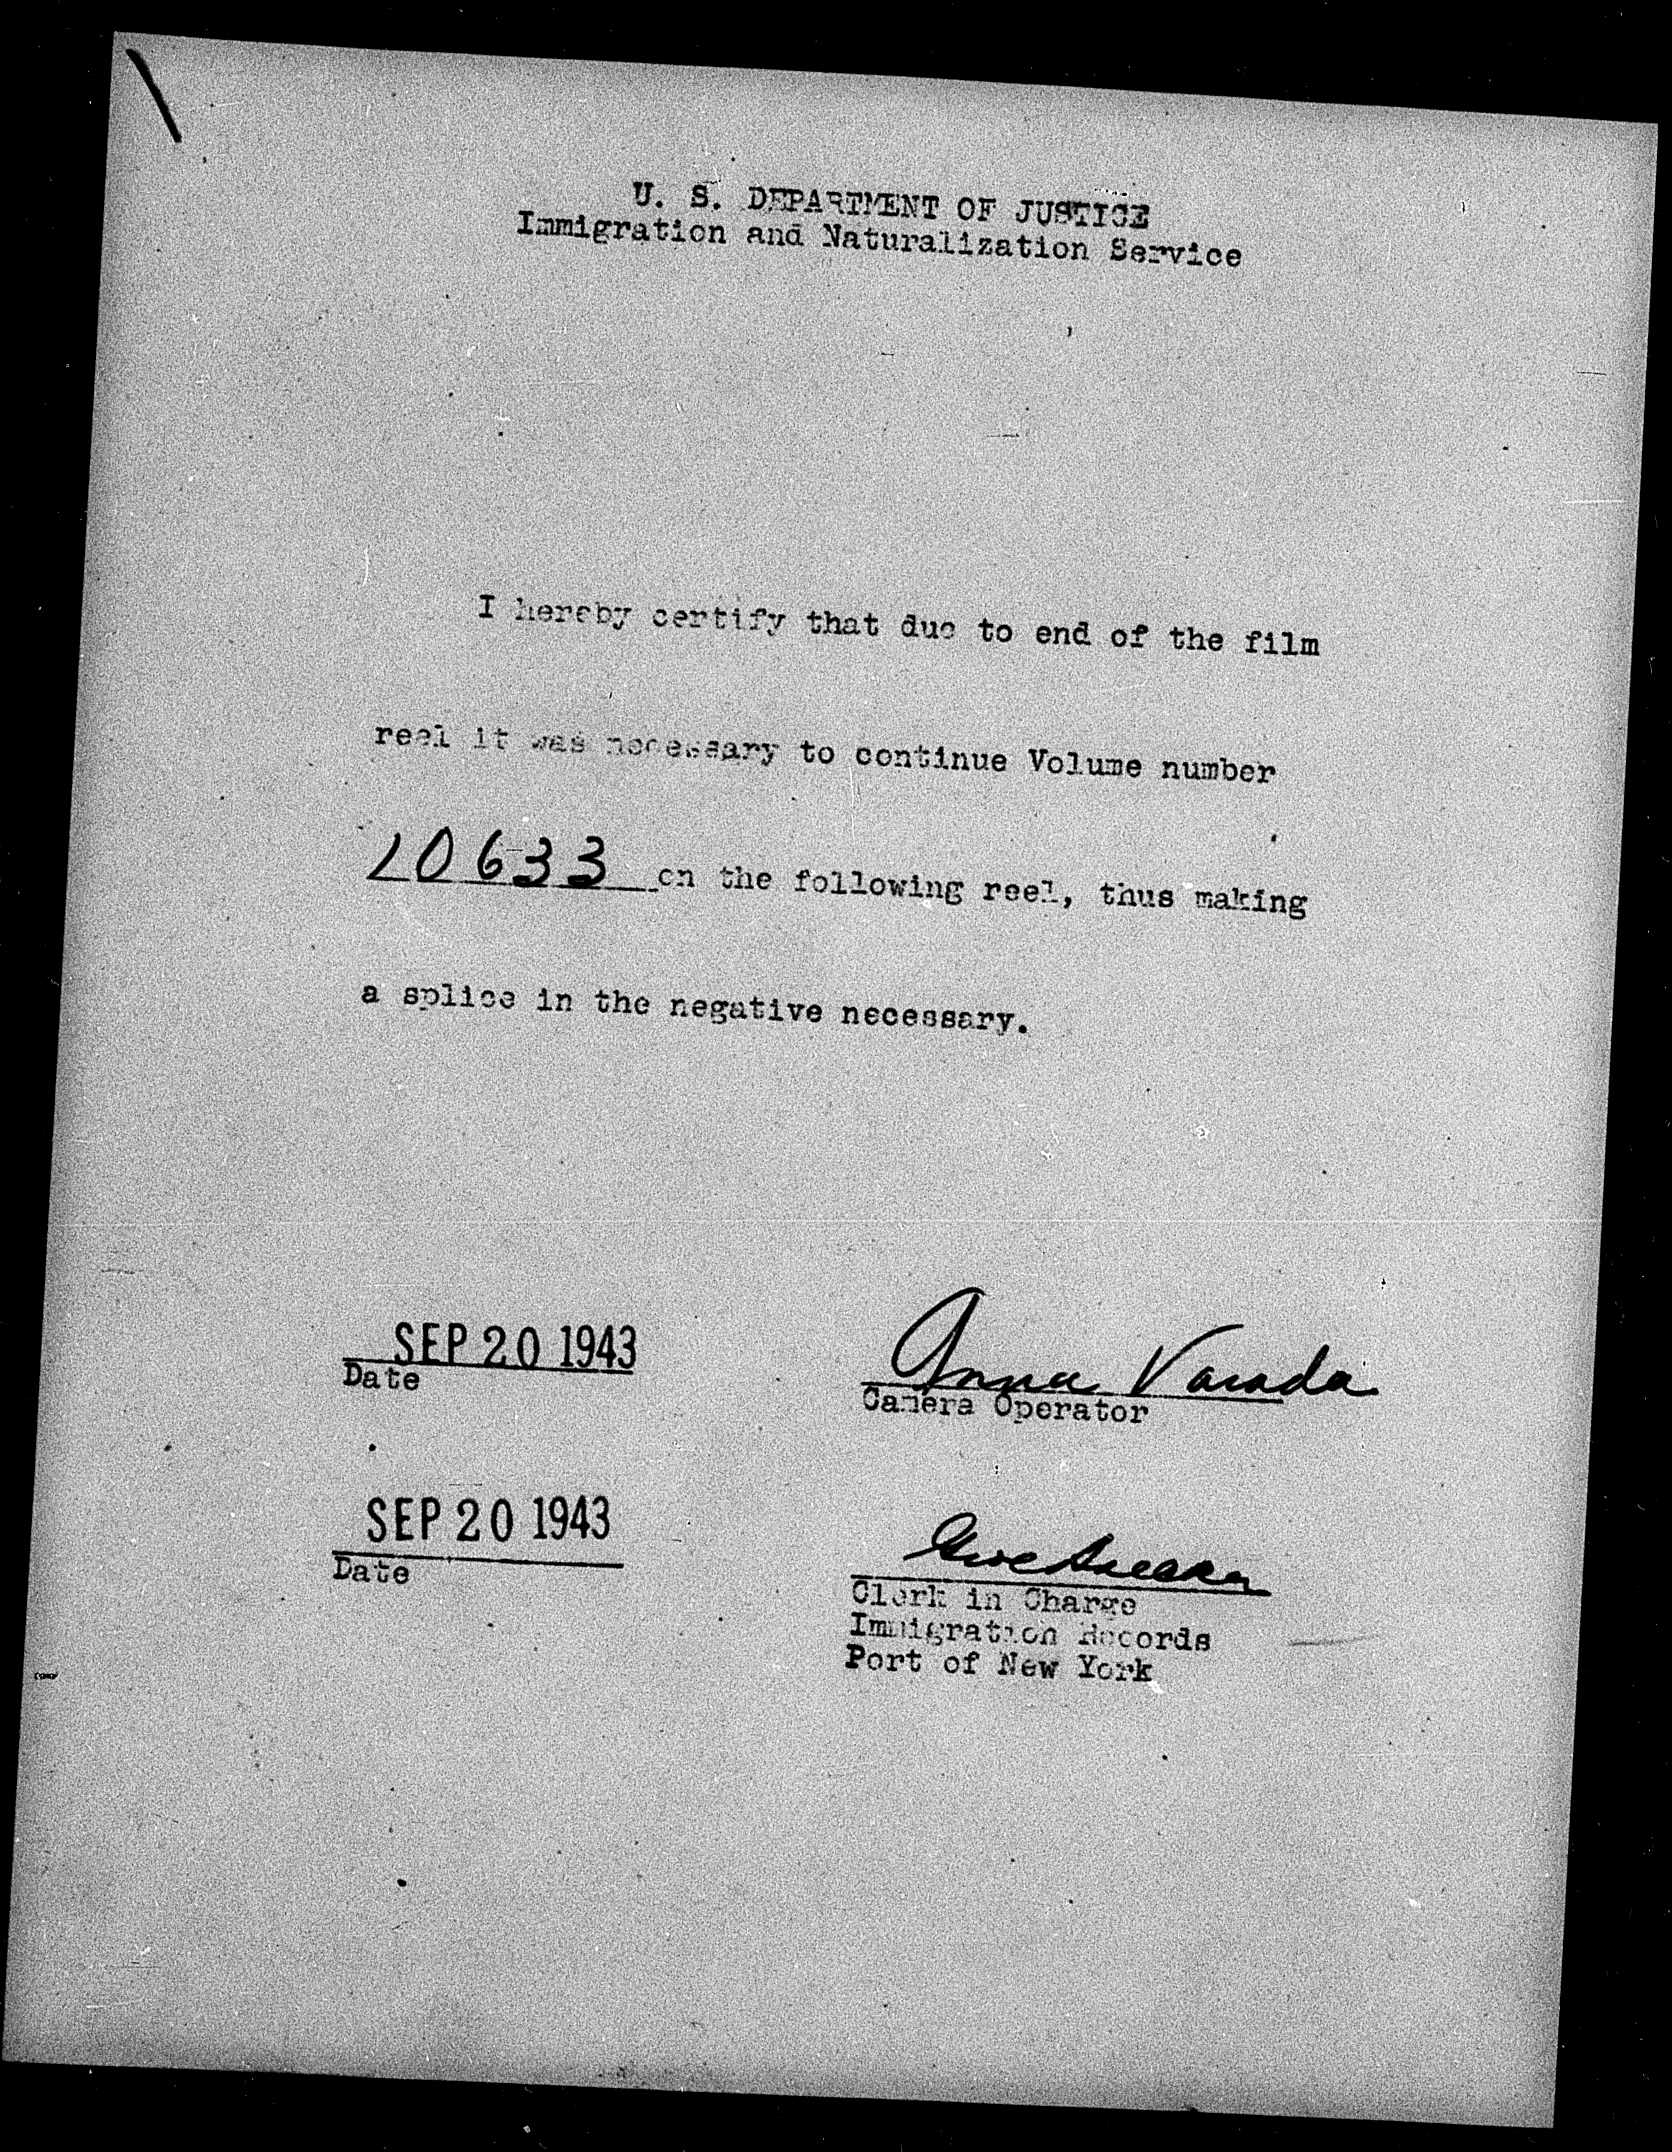 U. S. DEPARTMENT OF JUSTICE
Immigration and Naturalization Service
I hereby certify that due to end of the film
reel it was necessary to continue Volume number
10633 on the following reel, thus making
a splice in the negative necessary.
SEP 20 1943
Date
Anna Varada
Camera Operator
SEP 20 1943
Date
Clerk in Charge
Immigration Records
Port of New York